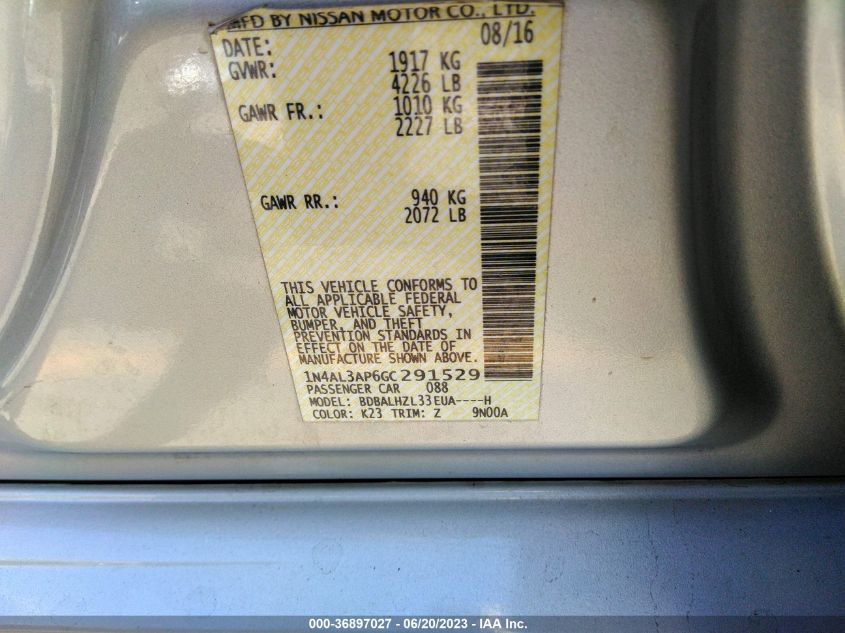 MFD BY NISSAN MOTOR CO., LTD.
DATE: 08/16
GVWR: 1917 KG
4226 LB
GAWR FR.: 1010 KG
2227 LB
GAWR RR.: 940 KG
2072 LB
THIS VEHICLE CONFORMS TO
ALL APPLICABLE FEDERAL
MOTOR VEHICLE SAFETY,
BUMPER, AND THEFT
PREVENTION STANDARDS IN
EFFECT ON THE DATE OF
MANUFACTURE SHOWN ABOVE.
1N4AL3AP6GC291529
PASSENGER CAR 088
MODEL: BDBALHZL33EUA----H
COLOR: K23 TRIM: Z 9N00A
000-36897027 - 06/20/2023 - IAA Inc.